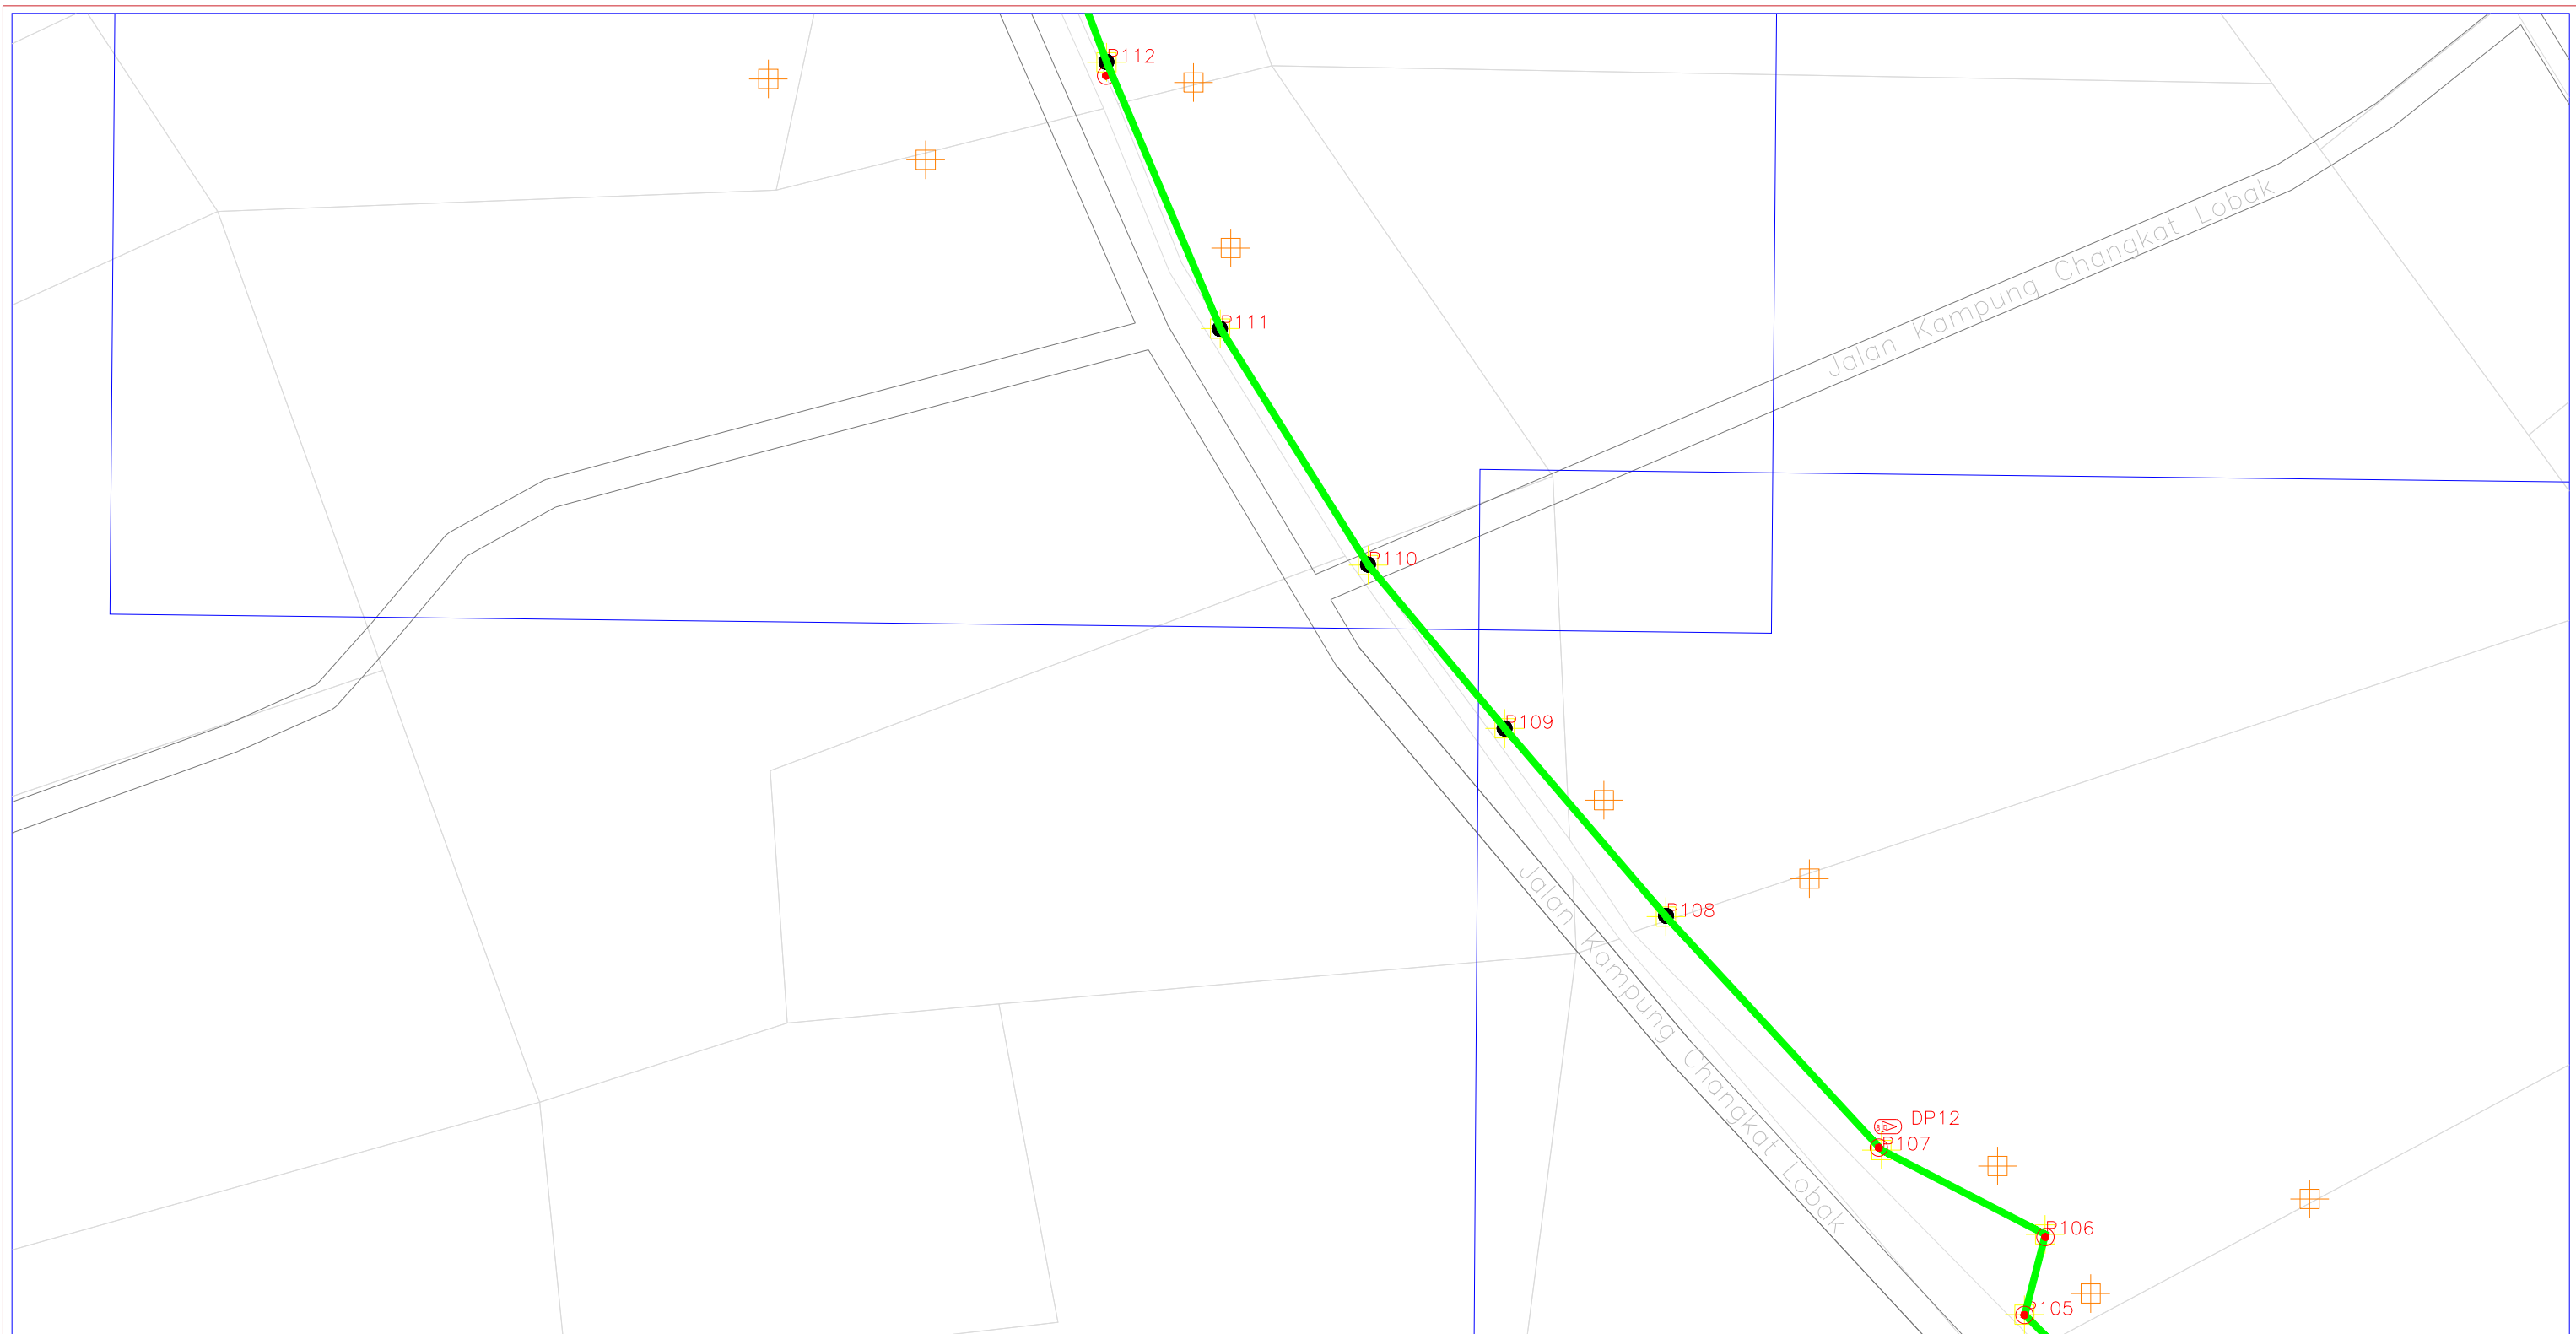 P112
Jalan Kampung Changkat Lobak
P111
P110
P109
P108
Jalan Kampung Changkat Lobak
DP12
P107
P106
P105